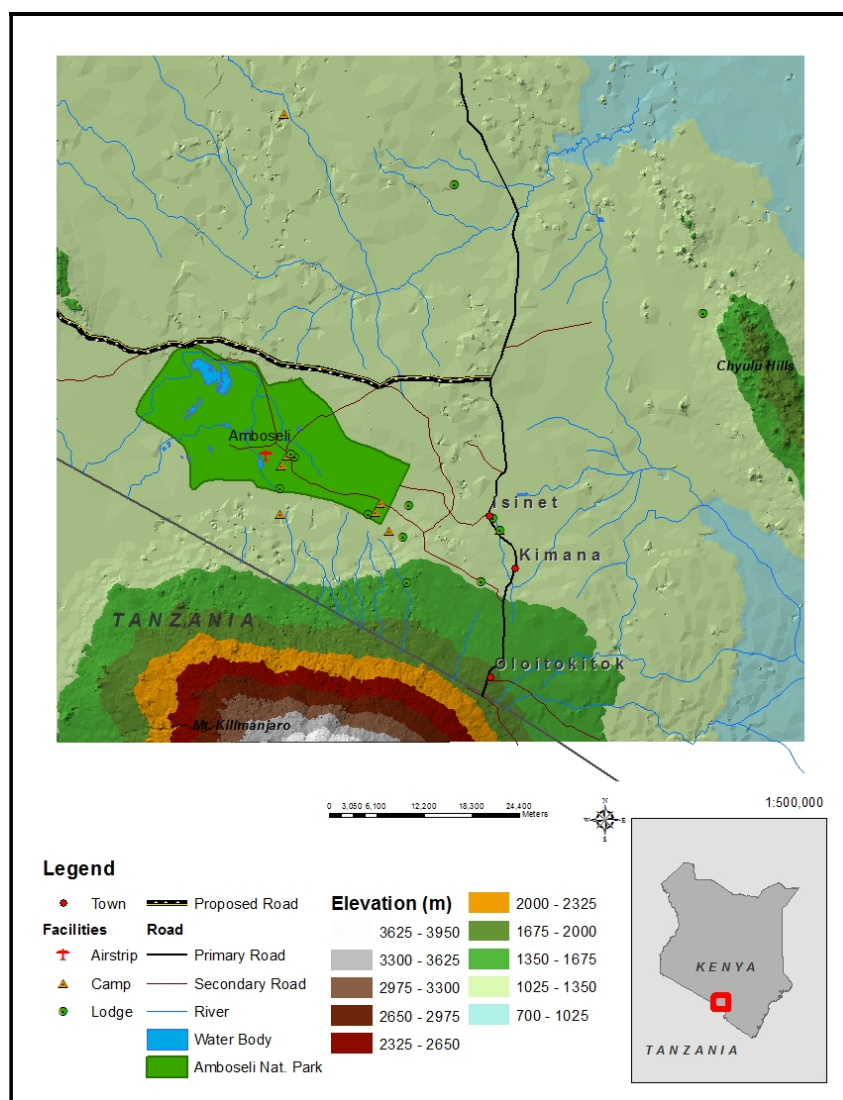 Chyulu Hills
Amboseli
Isinet
Kimana
TANZANIA
Oloitokitok
Mt. Killmanjaro
0 3,050 6,100 12,200 18,300 24,400
Meters
N
W E
S
1:500,000
Legend
Town
Proposed Road
Facilities
Road
Airstrip
Primary Road
Camp
Secondary Road
Lodge
River
Water Body
Amboseli Nat. Park
Elevation (m)
3625 - 3950
3300 - 3625
2975 - 3300
2650 - 2975
2325 - 2650
2000 - 2325
1675 - 2000
1350 - 1675
1025 - 1350
700 - 1025
KENYA
TANZANIA